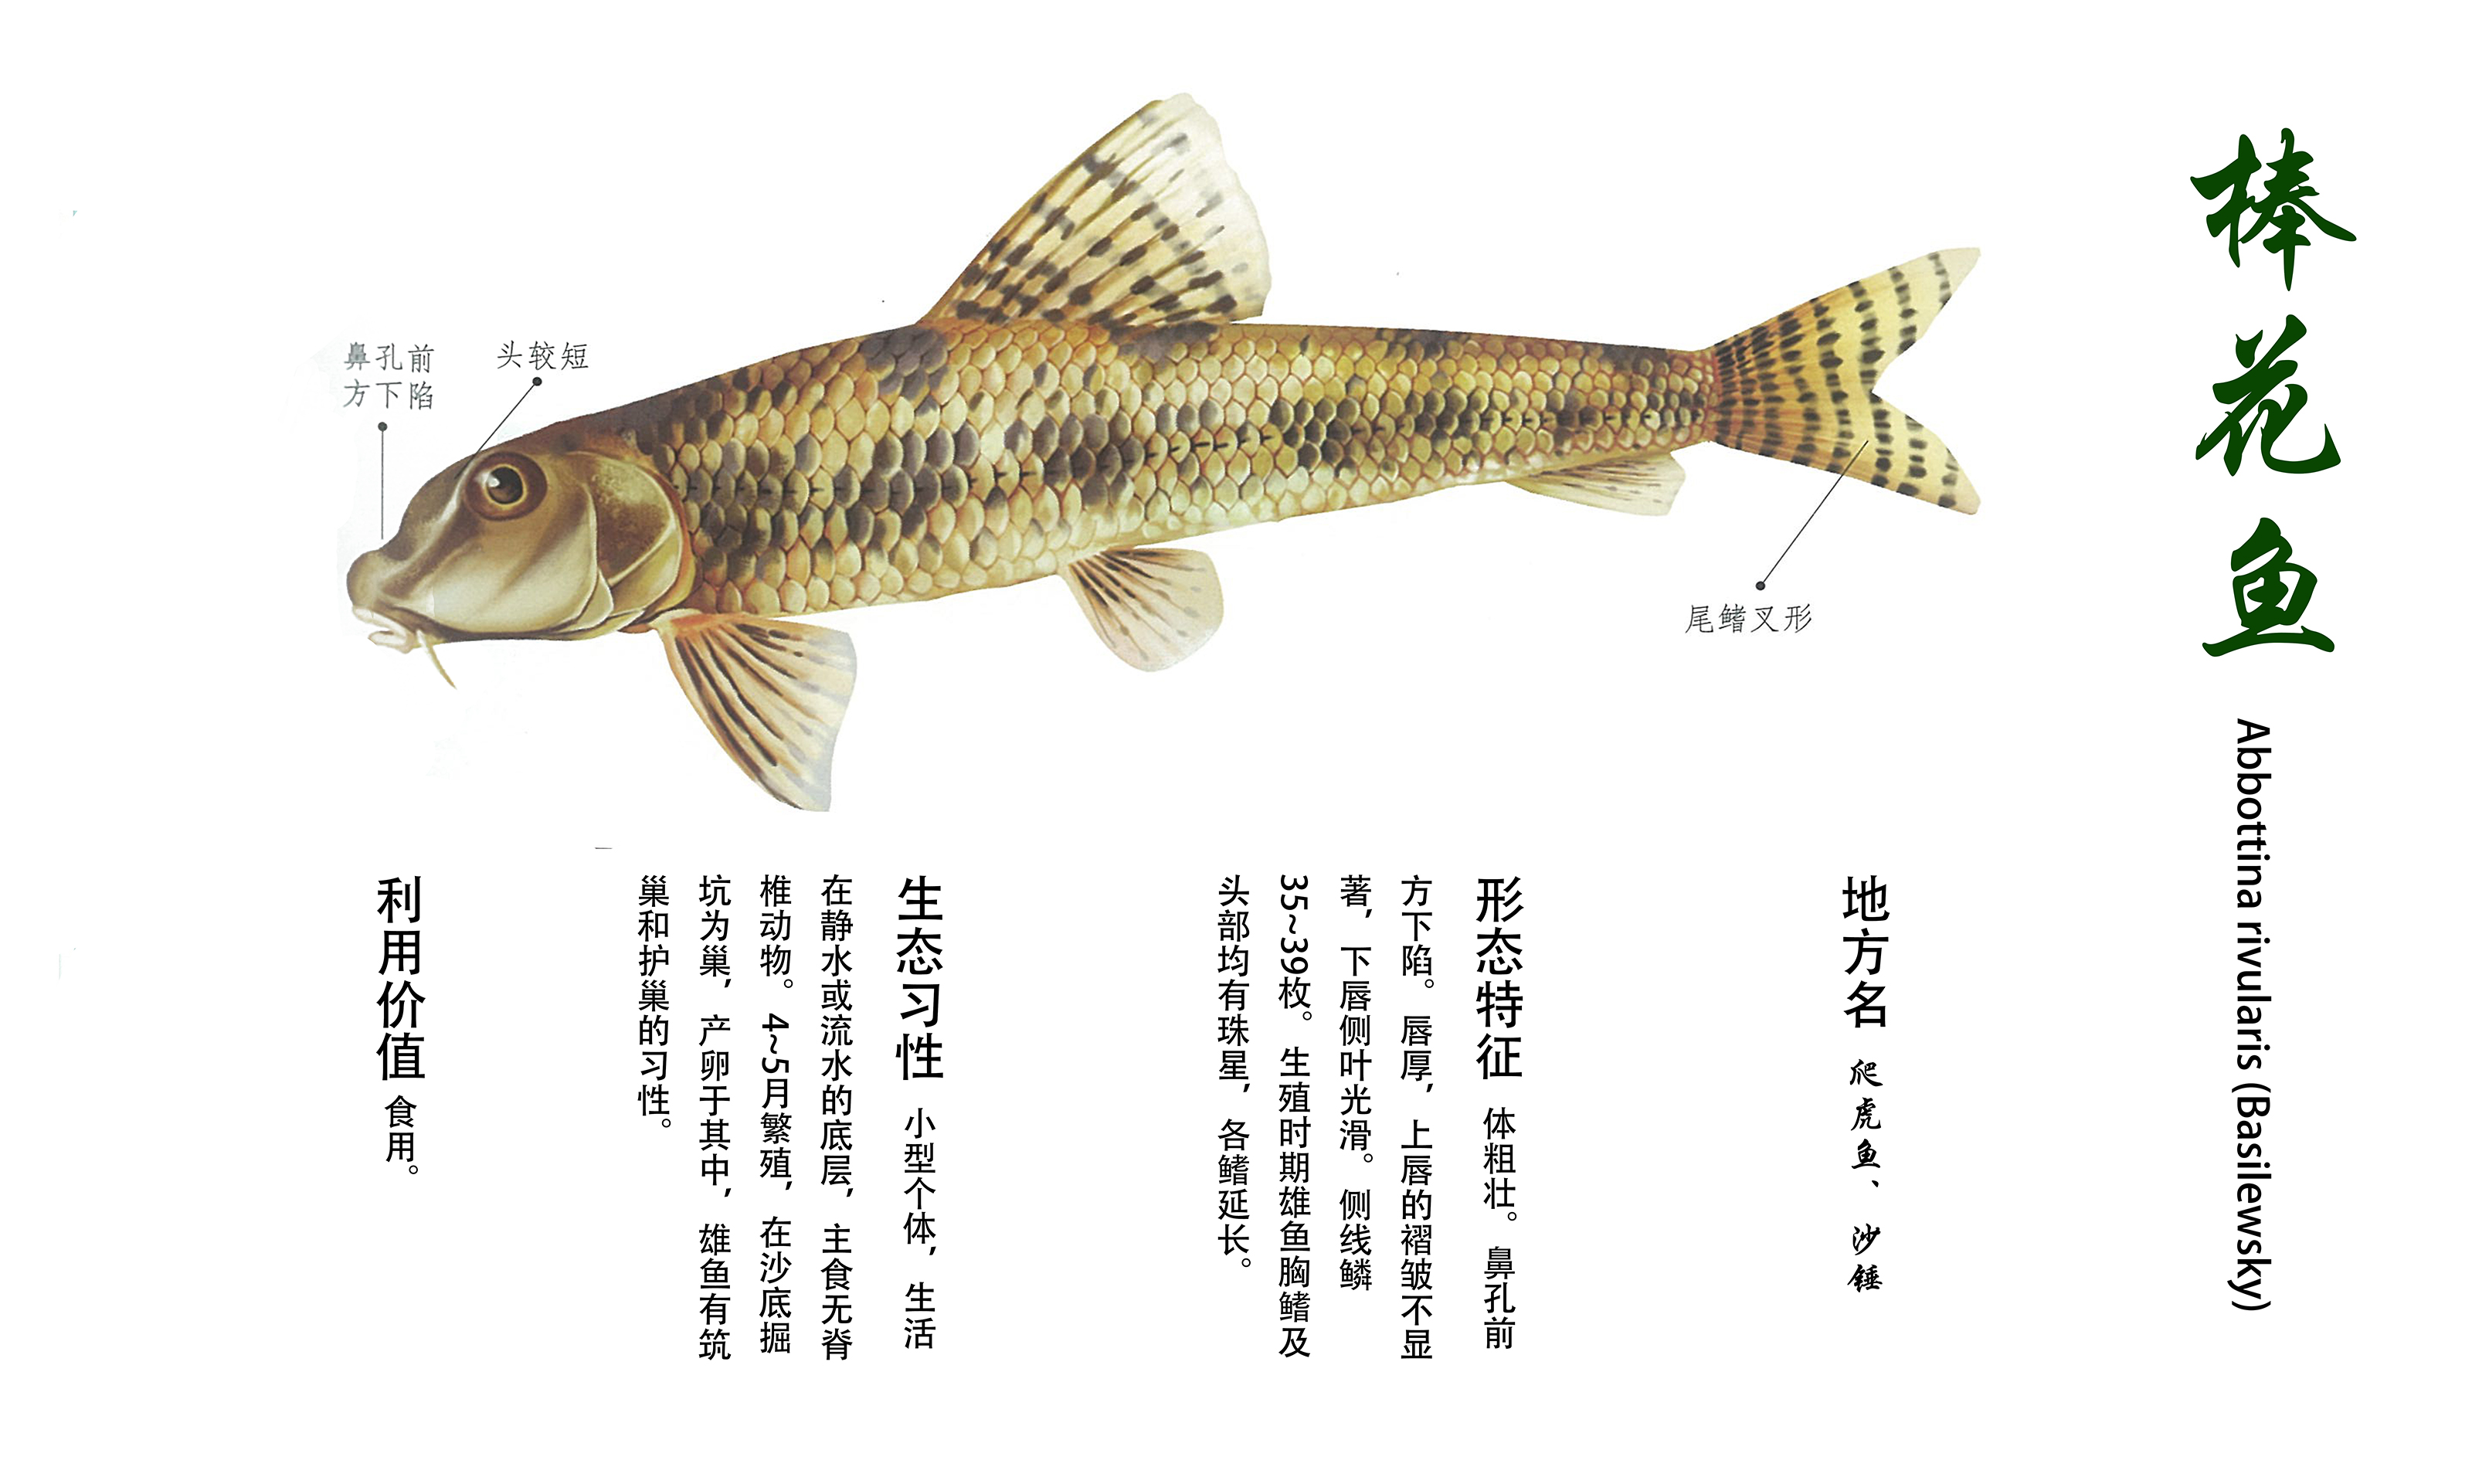 棒花鱼
Abbottina rivularis (Basilewsky)
鼻孔前
方下陷
头较短
尾鳍叉形
地方名 爬虎鱼、沙锤
形态特征 体粗壮。鼻孔前
方下陷。唇厚，上唇的褶皱不显
著，下唇侧叶光滑。侧线鳞
35~39枚。生殖时期雄鱼胸鳍及
头部均有珠星，各鳍延长。
生态习性 小型个体，生活
在静水或流水的底层，主食无脊
椎动物。4~5月繁殖，在沙底掘
坑为巢，产卵于其中，雄鱼有筑
巢和护巢的习性。
利用价值 食用。